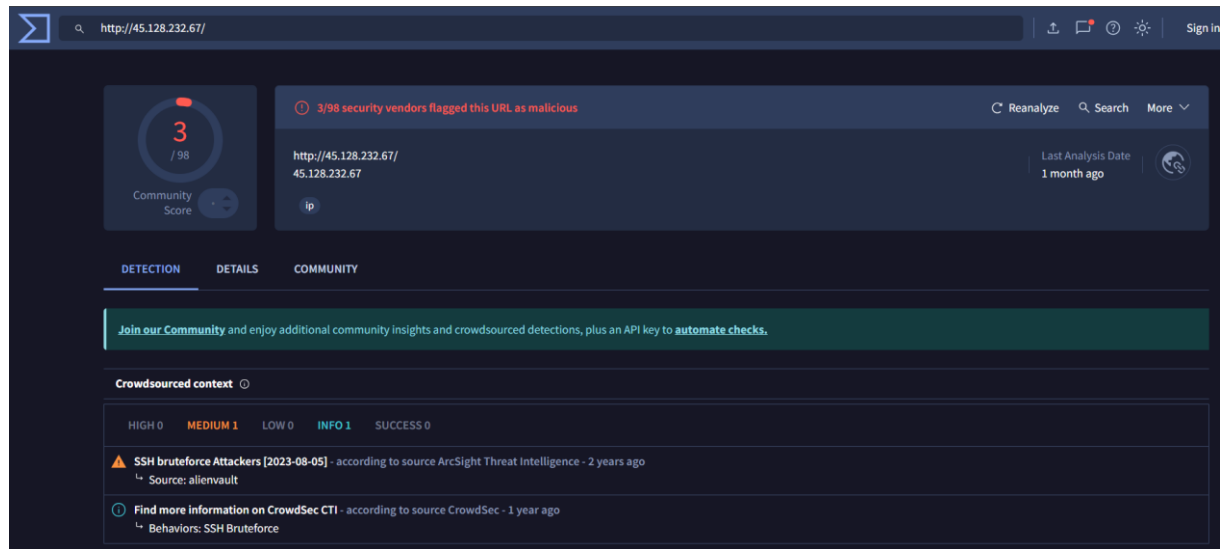 http://45.128.232.67/
Sign in
3
/ 98
Community
Score
3/98 security vendors flagged this URL as malicious
Reanalyze
Search
More
http://45.128.232.67/
45.128.232.67
ip
Last Analysis Date
1 month ago
DETECTION DETAILS COMMUNITY
Join our Community and enjoy additional community insights and crowdsourced detections, plus an API key to automate checks.
Crowdsourced context
HIGH 0 MEDIUM 1 LOW 0 INFO 1 SUCCESS 0
SSH bruteforce Attackers [2023-08-05] - according to source ArcSight Threat Intelligence - 2 years ago
Source: alienvault
Find more information on CrowdSec CTI - according to source CrowdSec - 1 year ago
Behaviors: SSH Bruteforce